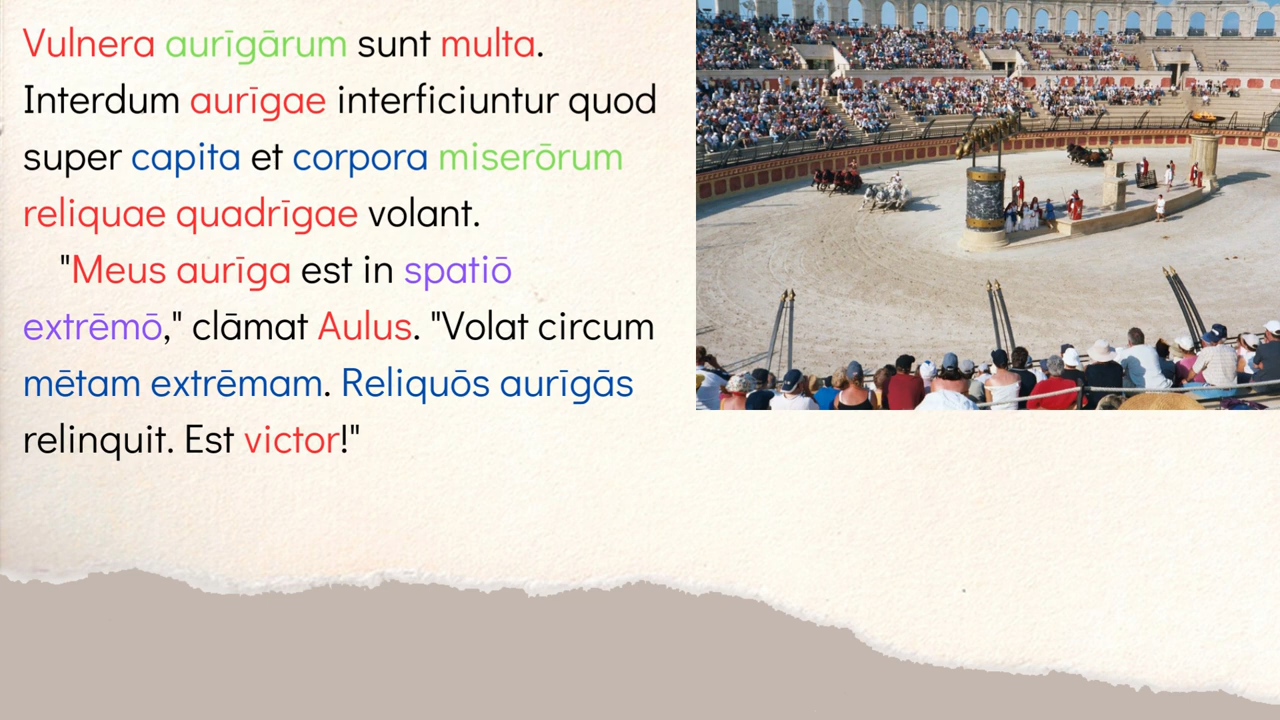 Vulnera aurīgārum sunt multa.
Interdum aurīgae interficiuntur quod
super capita et corpora miserōrum
reliquae quadrīgae volant.
"Meus aurīga est in spatiō
extrēmō," clāmat Aulus. "Volat circum
mētam extrēmam. Reliquōs aurīgās
relinquit. Est victor!"